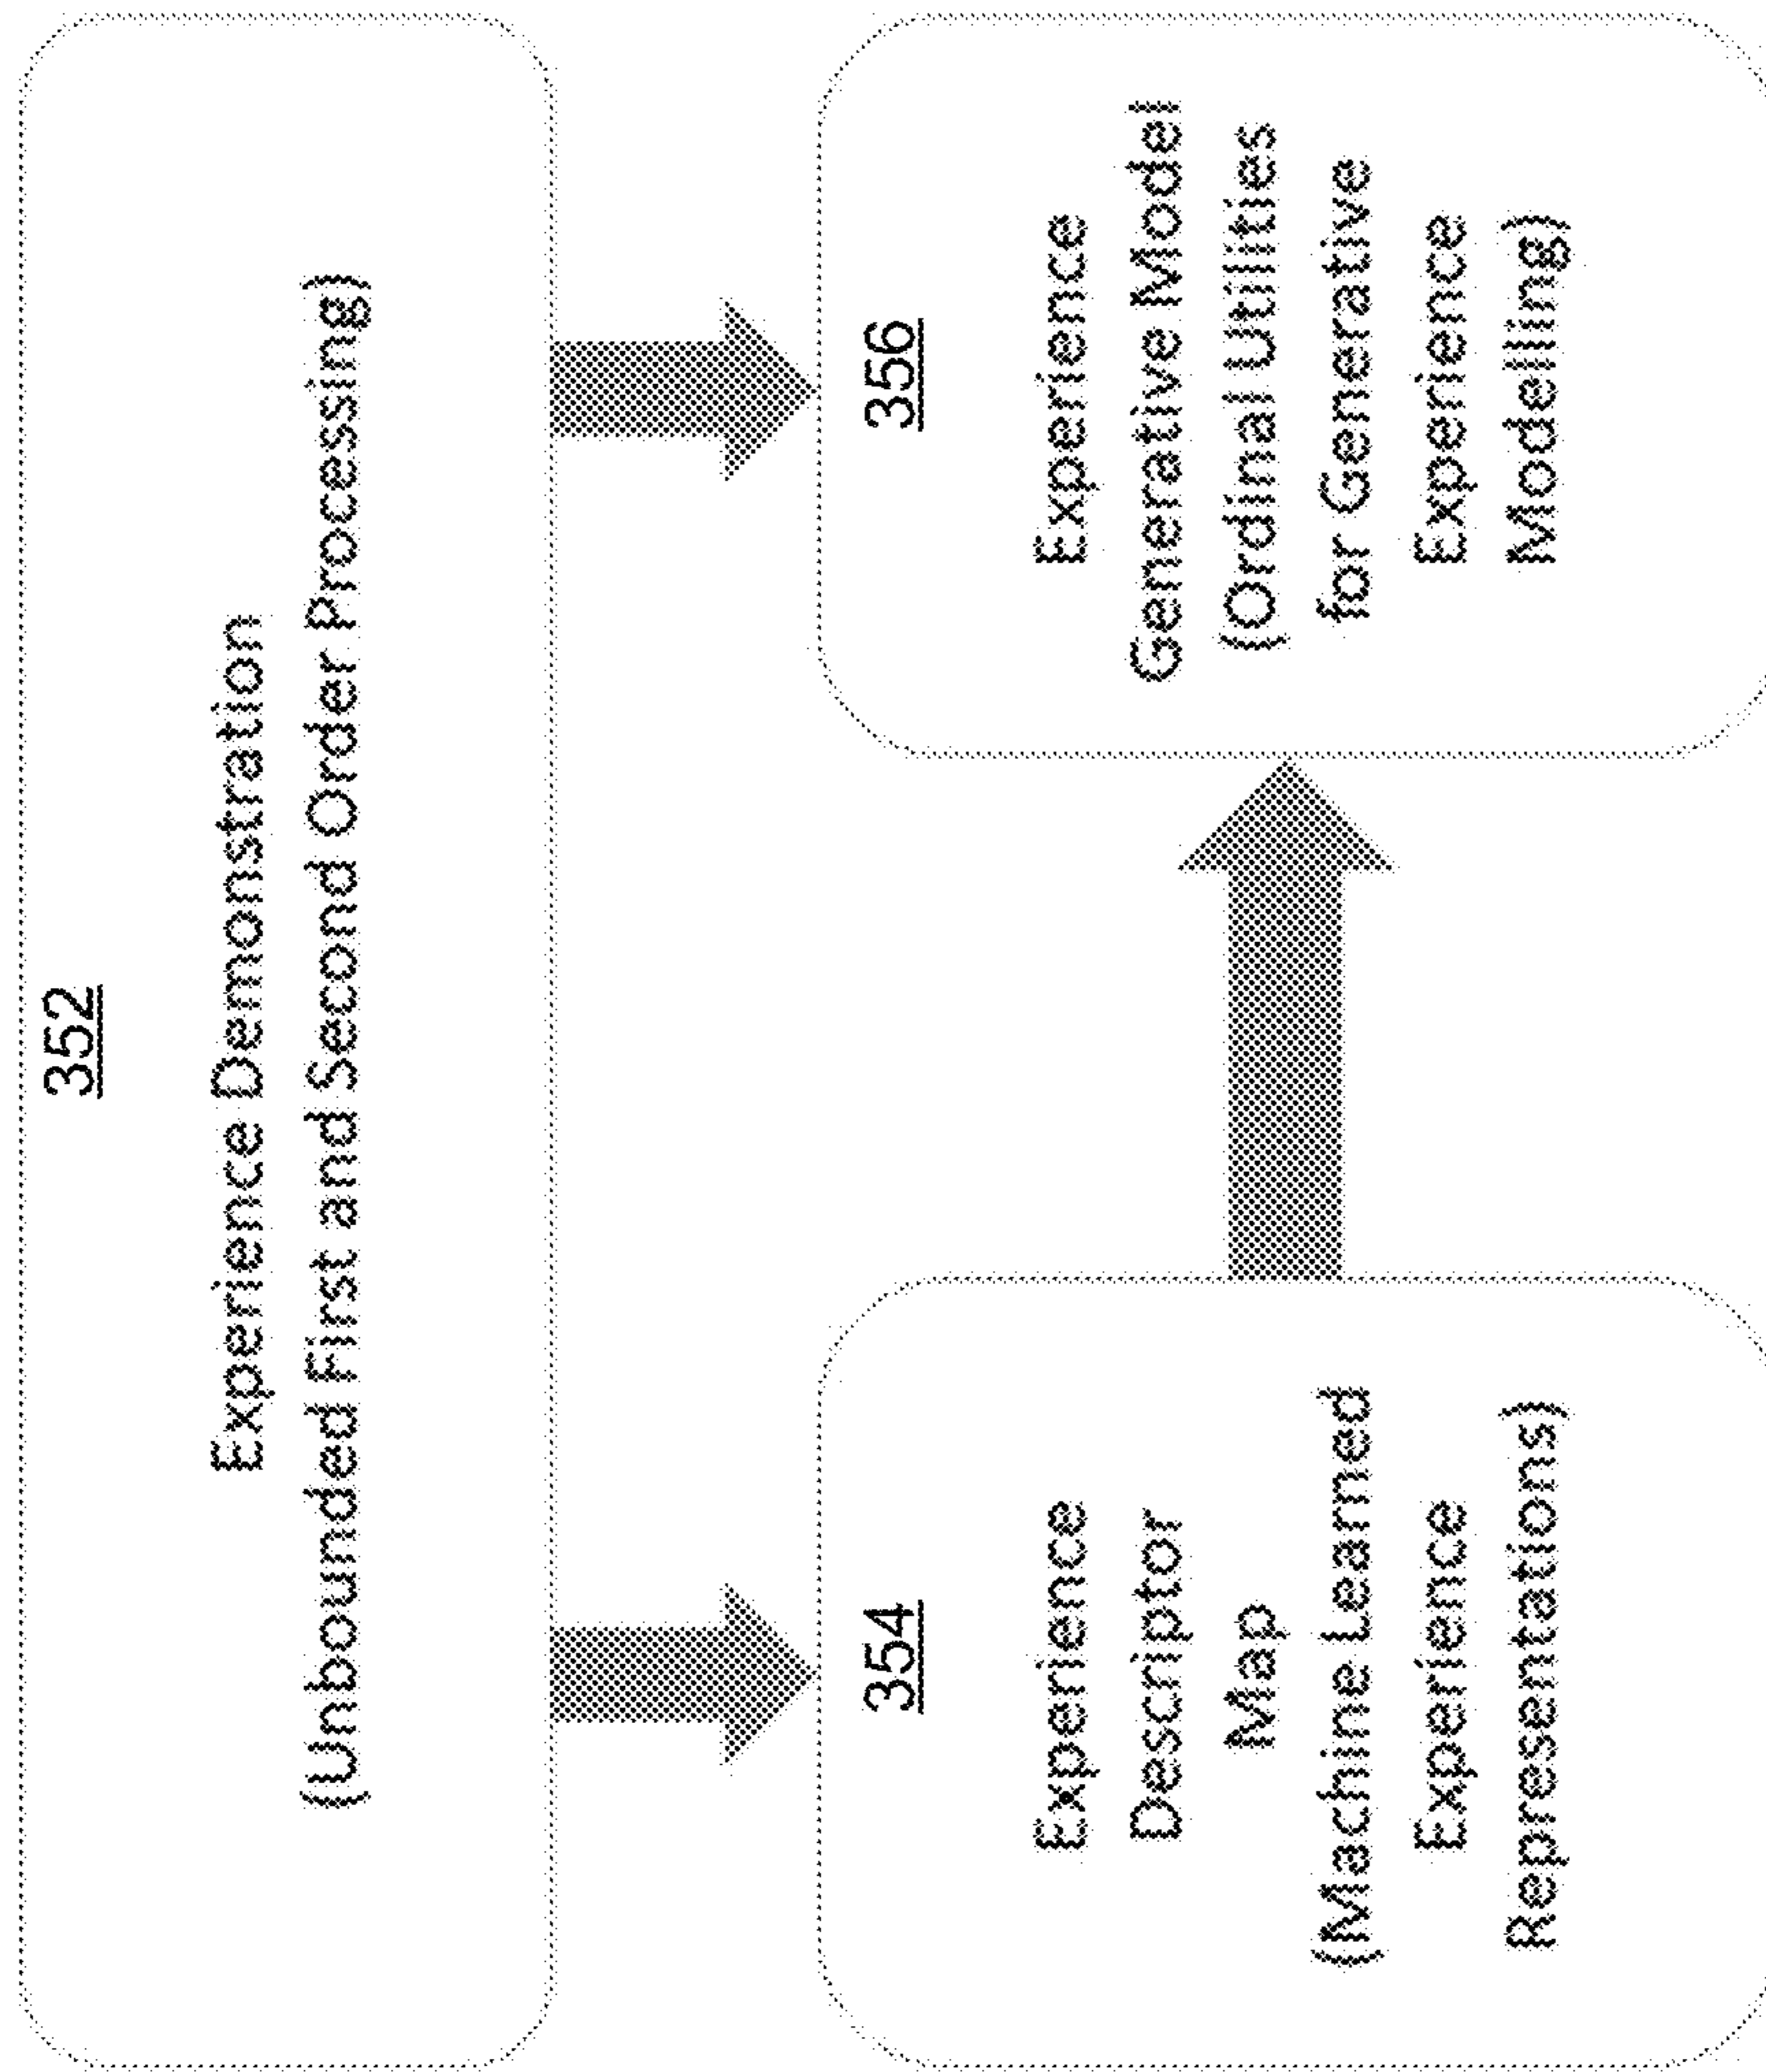 352
Experience Demonstration
(Unbounded First and Second Order Processing)
354
Experience
Descriptor
Map
(Machine Learned
Experience
Representations)
356
Experience
Generative Model
(Ordinal Utilities
for Generative
Experience
Modelling)